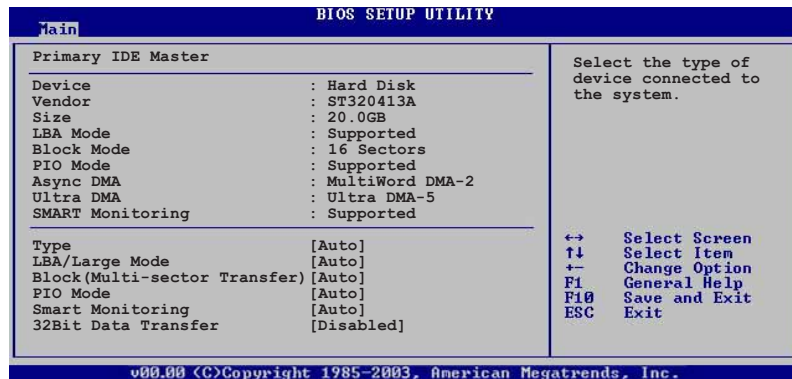 BIOS SETUP UTILITY
Main
Primary IDE Master
Device : Hard Disk
Vendor : ST320413A
Size : 20.0GB
LBA Mode : Supported
Block Mode : 16 Sectors
PIO Mode : Supported
Async DMA : MultiWord DMA-2
Ultra DMA : Ultra DMA-5
SMART Monitoring : Supported
Type [Auto]
LBA/Large Mode [Auto]
Block(Multi-sector Transfer) [Auto]
PIO Mode [Auto]
Smart Monitoring [Auto]
32Bit Data Transfer [Disabled]
Select the type of
device connected to
the system.
↔ Select Screen
↑↓ Select Item
+- Change Option
F1 General Help
F10 Save and Exit
ESC Exit
v00.00 (C)Copyright 1985-2003, American Megatrends, Inc.